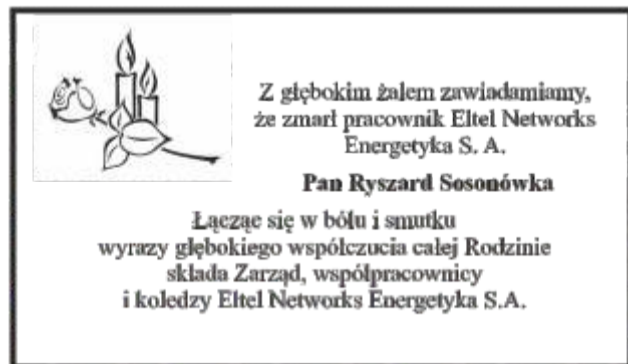 Z głębokim żalem zawiadamiamy,
że zmarł pracownik Eltel Networks
Energetyka S. A.
Pan Ryszard Sosonówka
Łącząc się w bólu i smutku
wyrazy głębokiego współczucia całej Rodzinie
składa Zarząd, współpracownicy
i koledzy Eltel Networks Energetyka S.A.